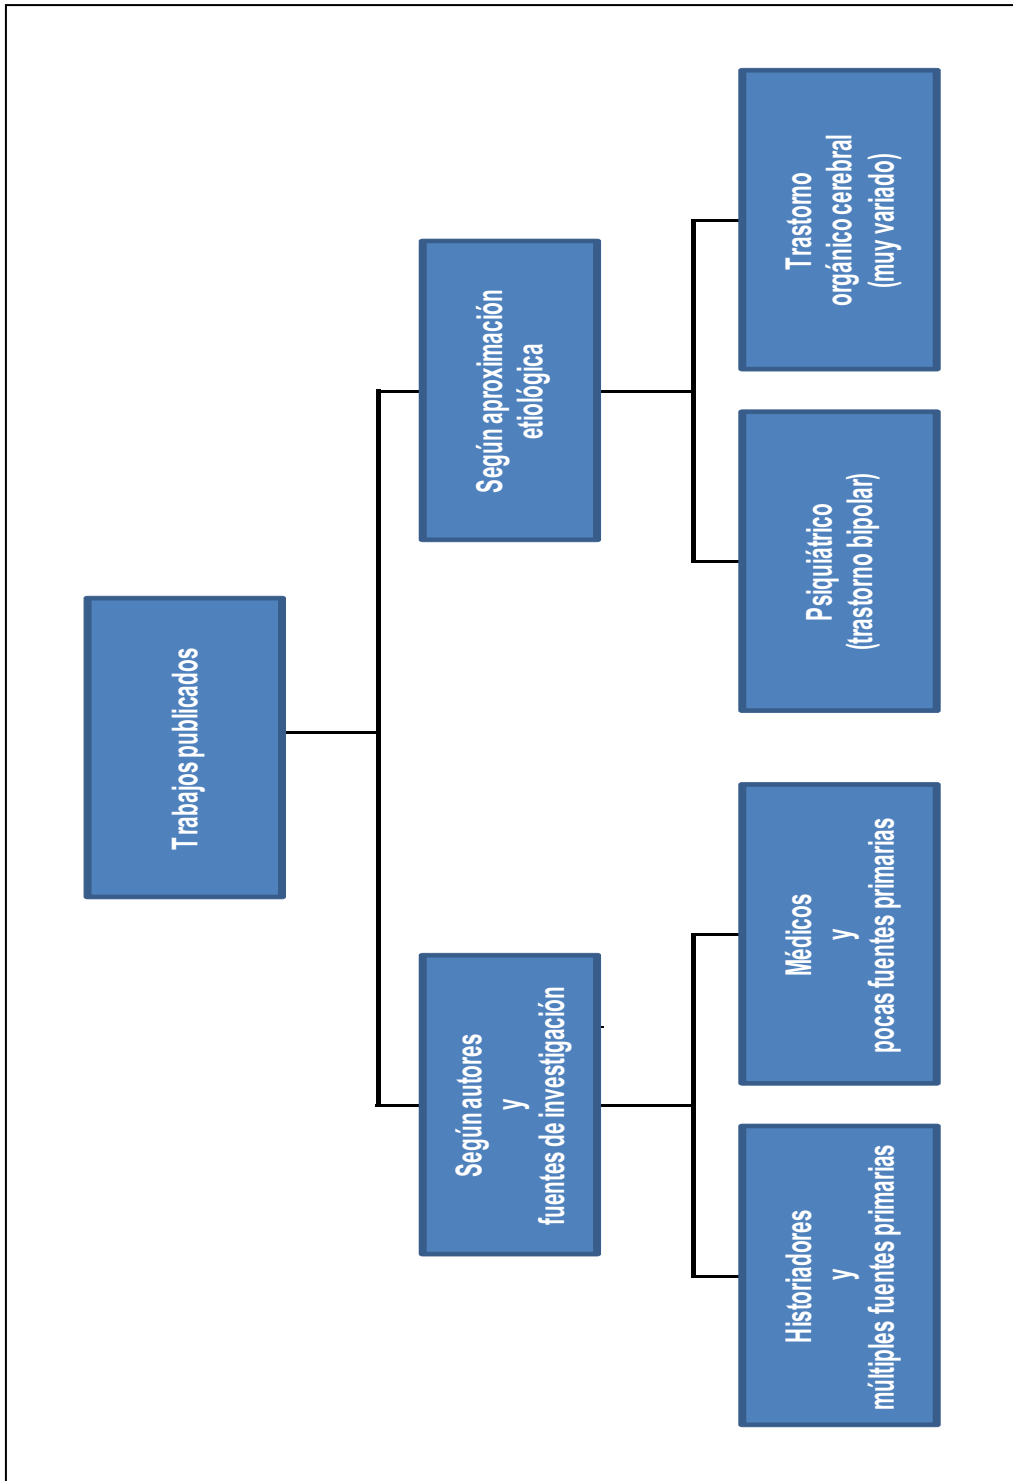 Trabajos publicados
Según autores
y
fuentes de investigación
Según aproximación
etiológica
Historiadores
y
múltiples fuentes primarias
Médicos
y
pocas fuentes primarias
Psiquiátrico
(trastorno bipolar)
Trastorno
orgánico cerebral
(muy variado)